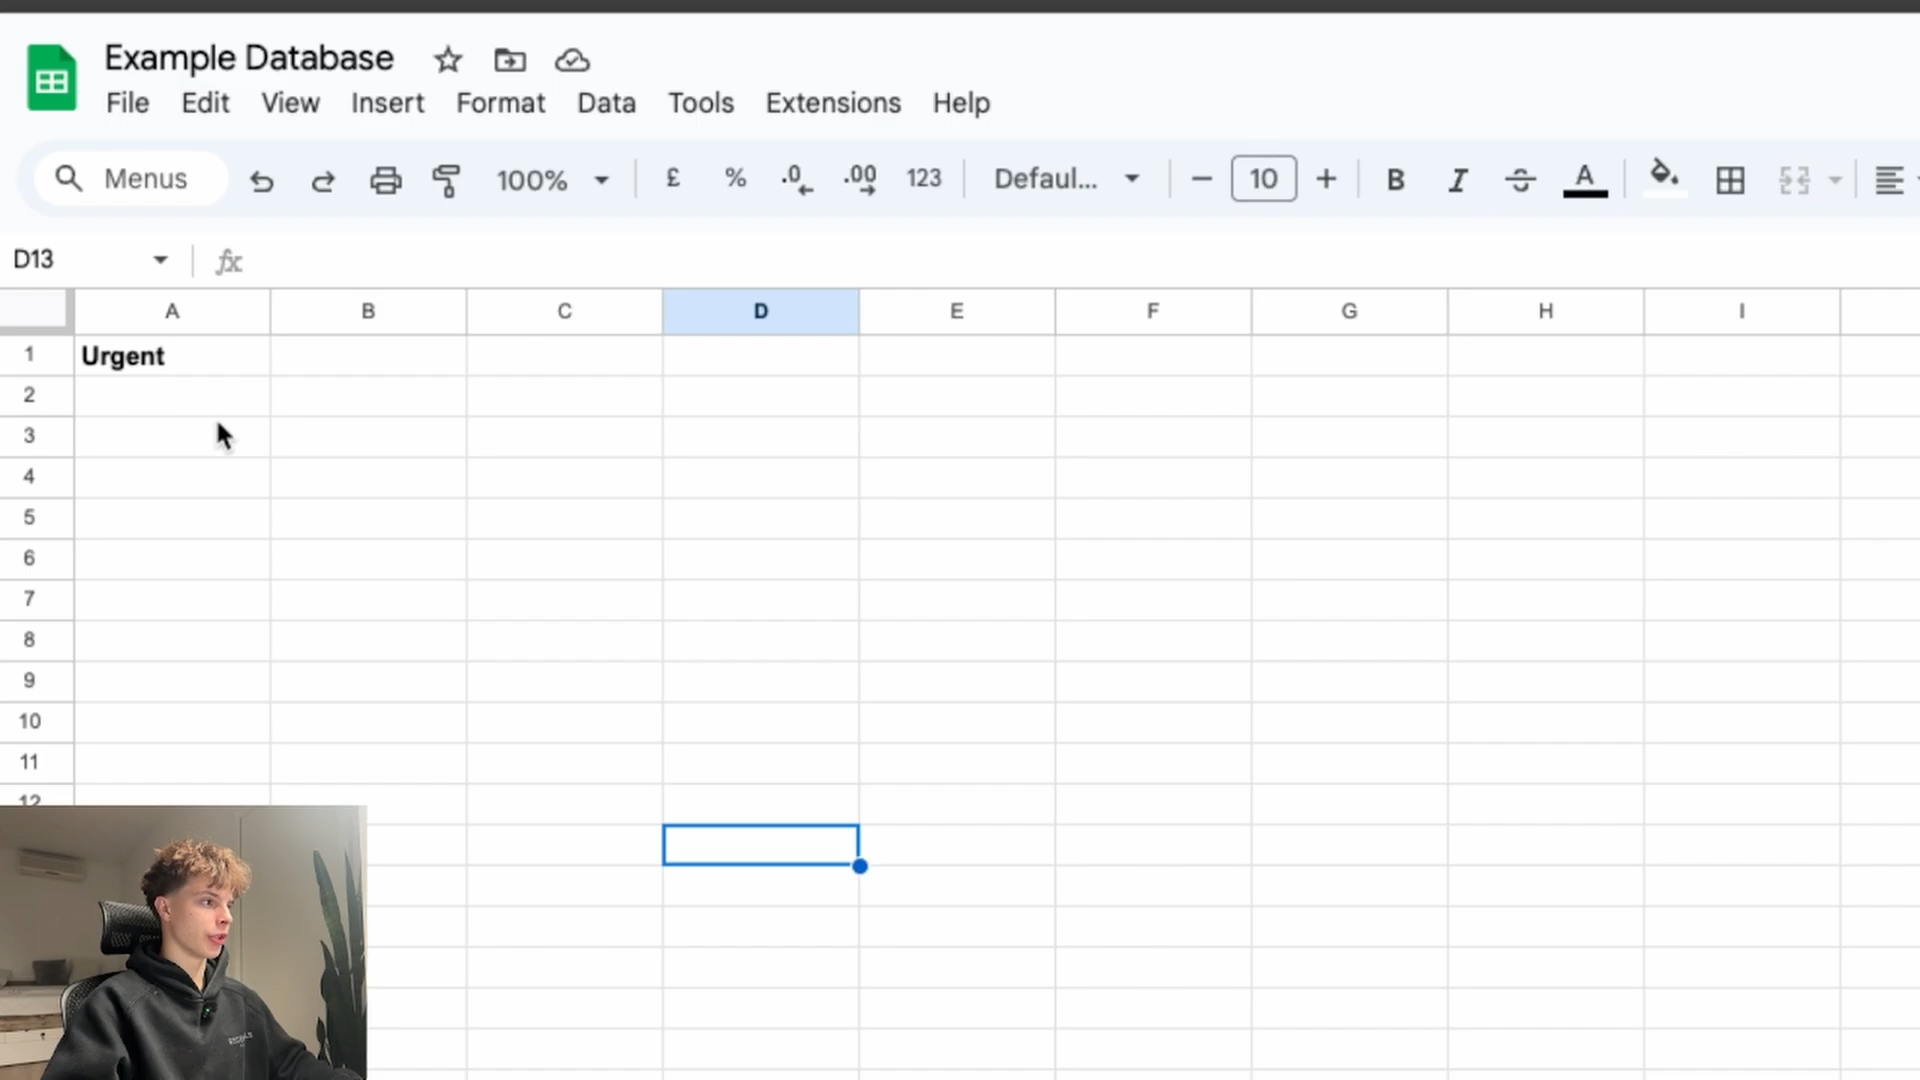 Example Database
File Edit View Insert Format Data Tools Extensions Help
Menus 100% £ % .0 .00 123 Defaul... 10 B I A
D13 fx
A B C D E F G H I
1 Urgent
2
3
4
5
6
7
8
9
10
11
12